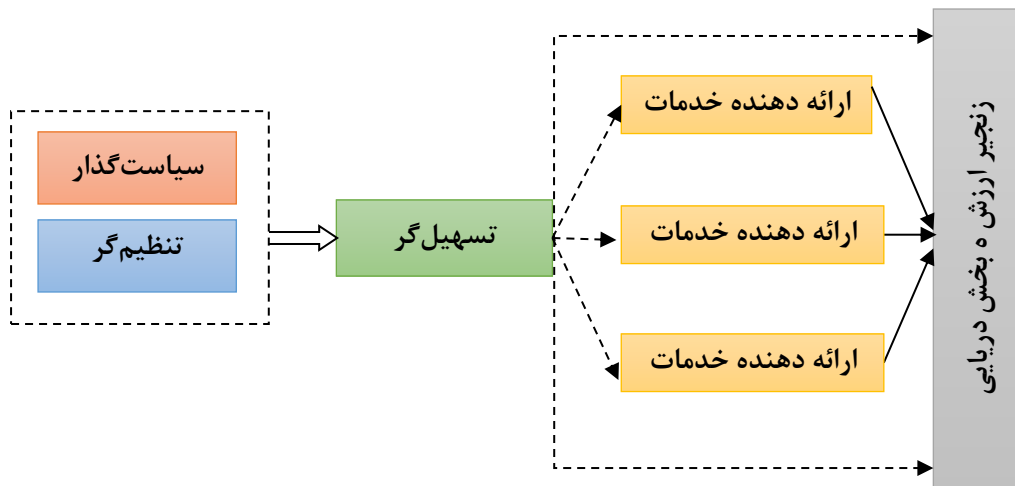 سیاست‌گذار
تنظیم‌گر
تسهیل‌گر
ارائه دهنده خدمات
ارائه دهنده خدمات
ارائه دهنده خدمات
زنجیر ارزش ه بخش دریایی